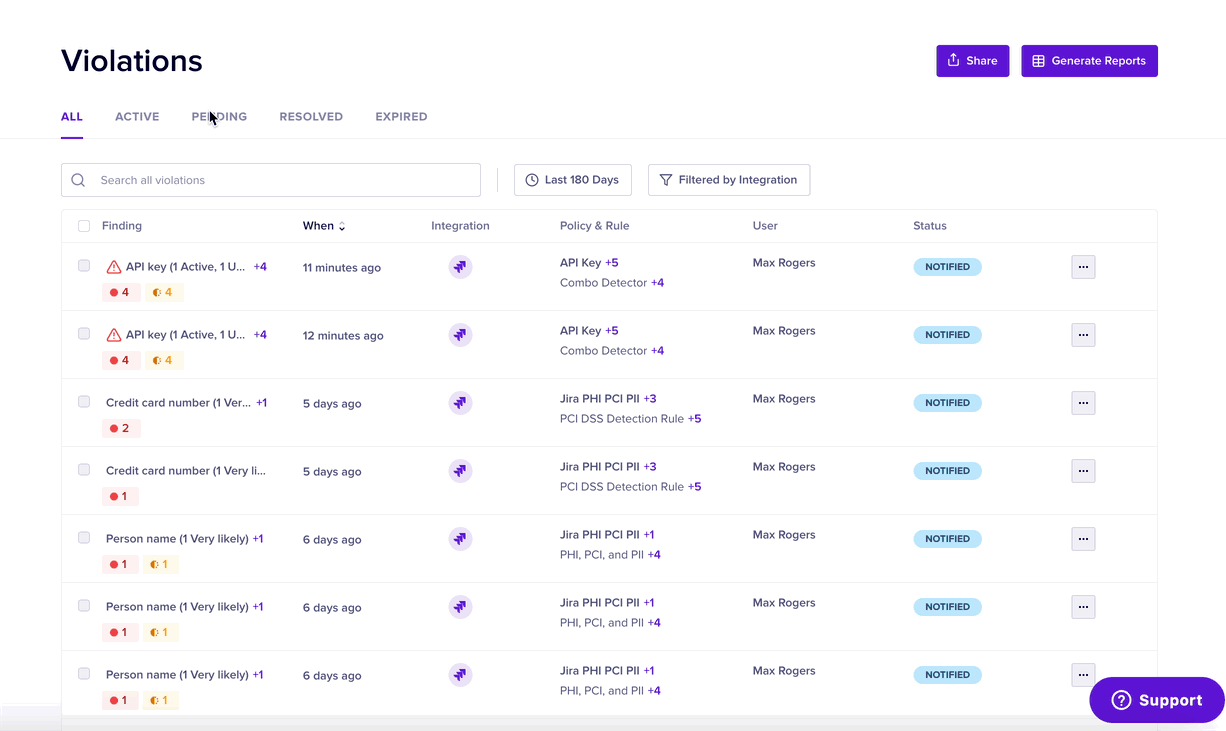 Violations
Share
Generate Reports
ALL ACTIVE PENDING RESOLVED EXPIRED
Search all violations
Last 180 Days
Filtered by Integration
Finding When Integration Policy & Rule User Status
API key (1 Active, 1 U... +4 11 minutes ago API Key +5 Max Rogers NOTIFIED ...
Combo Detector +4
4 4
API key (1 Active, 1 U... +4 12 minutes ago API Key +5 Max Rogers NOTIFIED ...
Combo Detector +4
4 4
Credit card number (1 Ver... +1 5 days ago Jira PHI PCI PII +3 Max Rogers NOTIFIED ...
PCI DSS Detection Rule +5
2
Credit card number (1 Very li... 5 days ago Jira PHI PCI PII +3 Max Rogers NOTIFIED ...
PCI DSS Detection Rule +5
1
Person name (1 Very likely) +1 6 days ago Jira PHI PCI PII +1 Max Rogers NOTIFIED ...
PHI, PCI, and PII +4
1 1
Person name (1 Very likely) +1 6 days ago Jira PHI PCI PII +1 Max Rogers NOTIFIED ...
PHI, PCI, and PII +4
1 1
Person name (1 Very likely) +1 6 days ago Jira PHI PCI PII +1 Max Rogers NOTIFIED ...
PHI, PCI, and PII +4
1 1
Support